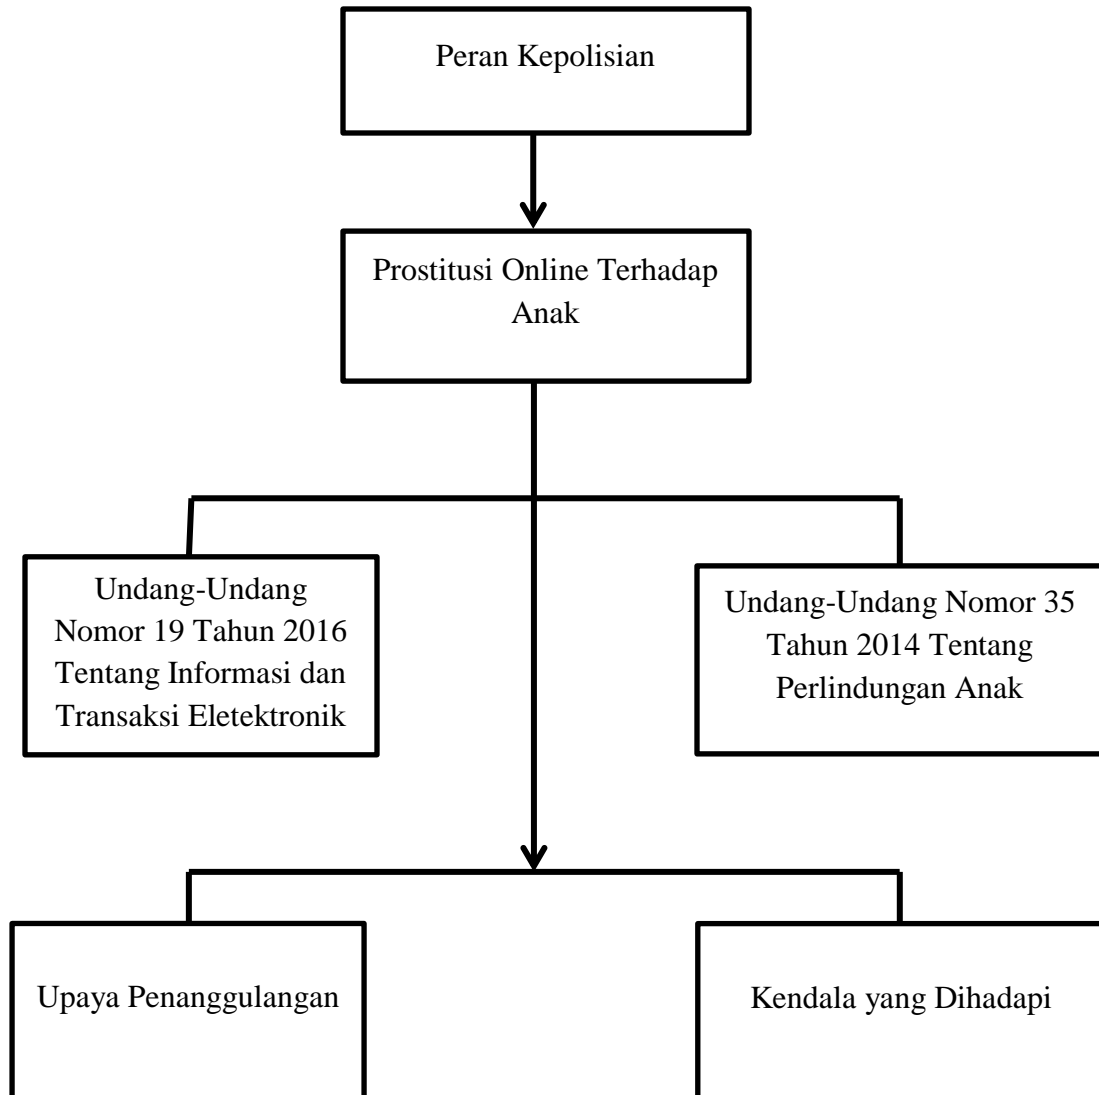 Peran Kepolisian
Prostitusi Online Terhadap
Anak
Undang-Undang
Nomor 19 Tahun 2016
Tentang Informasi dan
Transaksi Eletektronik
Undang-Undang Nomor 35
Tahun 2014 Tentang
Perlindungan Anak
Upaya Penanggulangan
Kendala yang Dihadapi